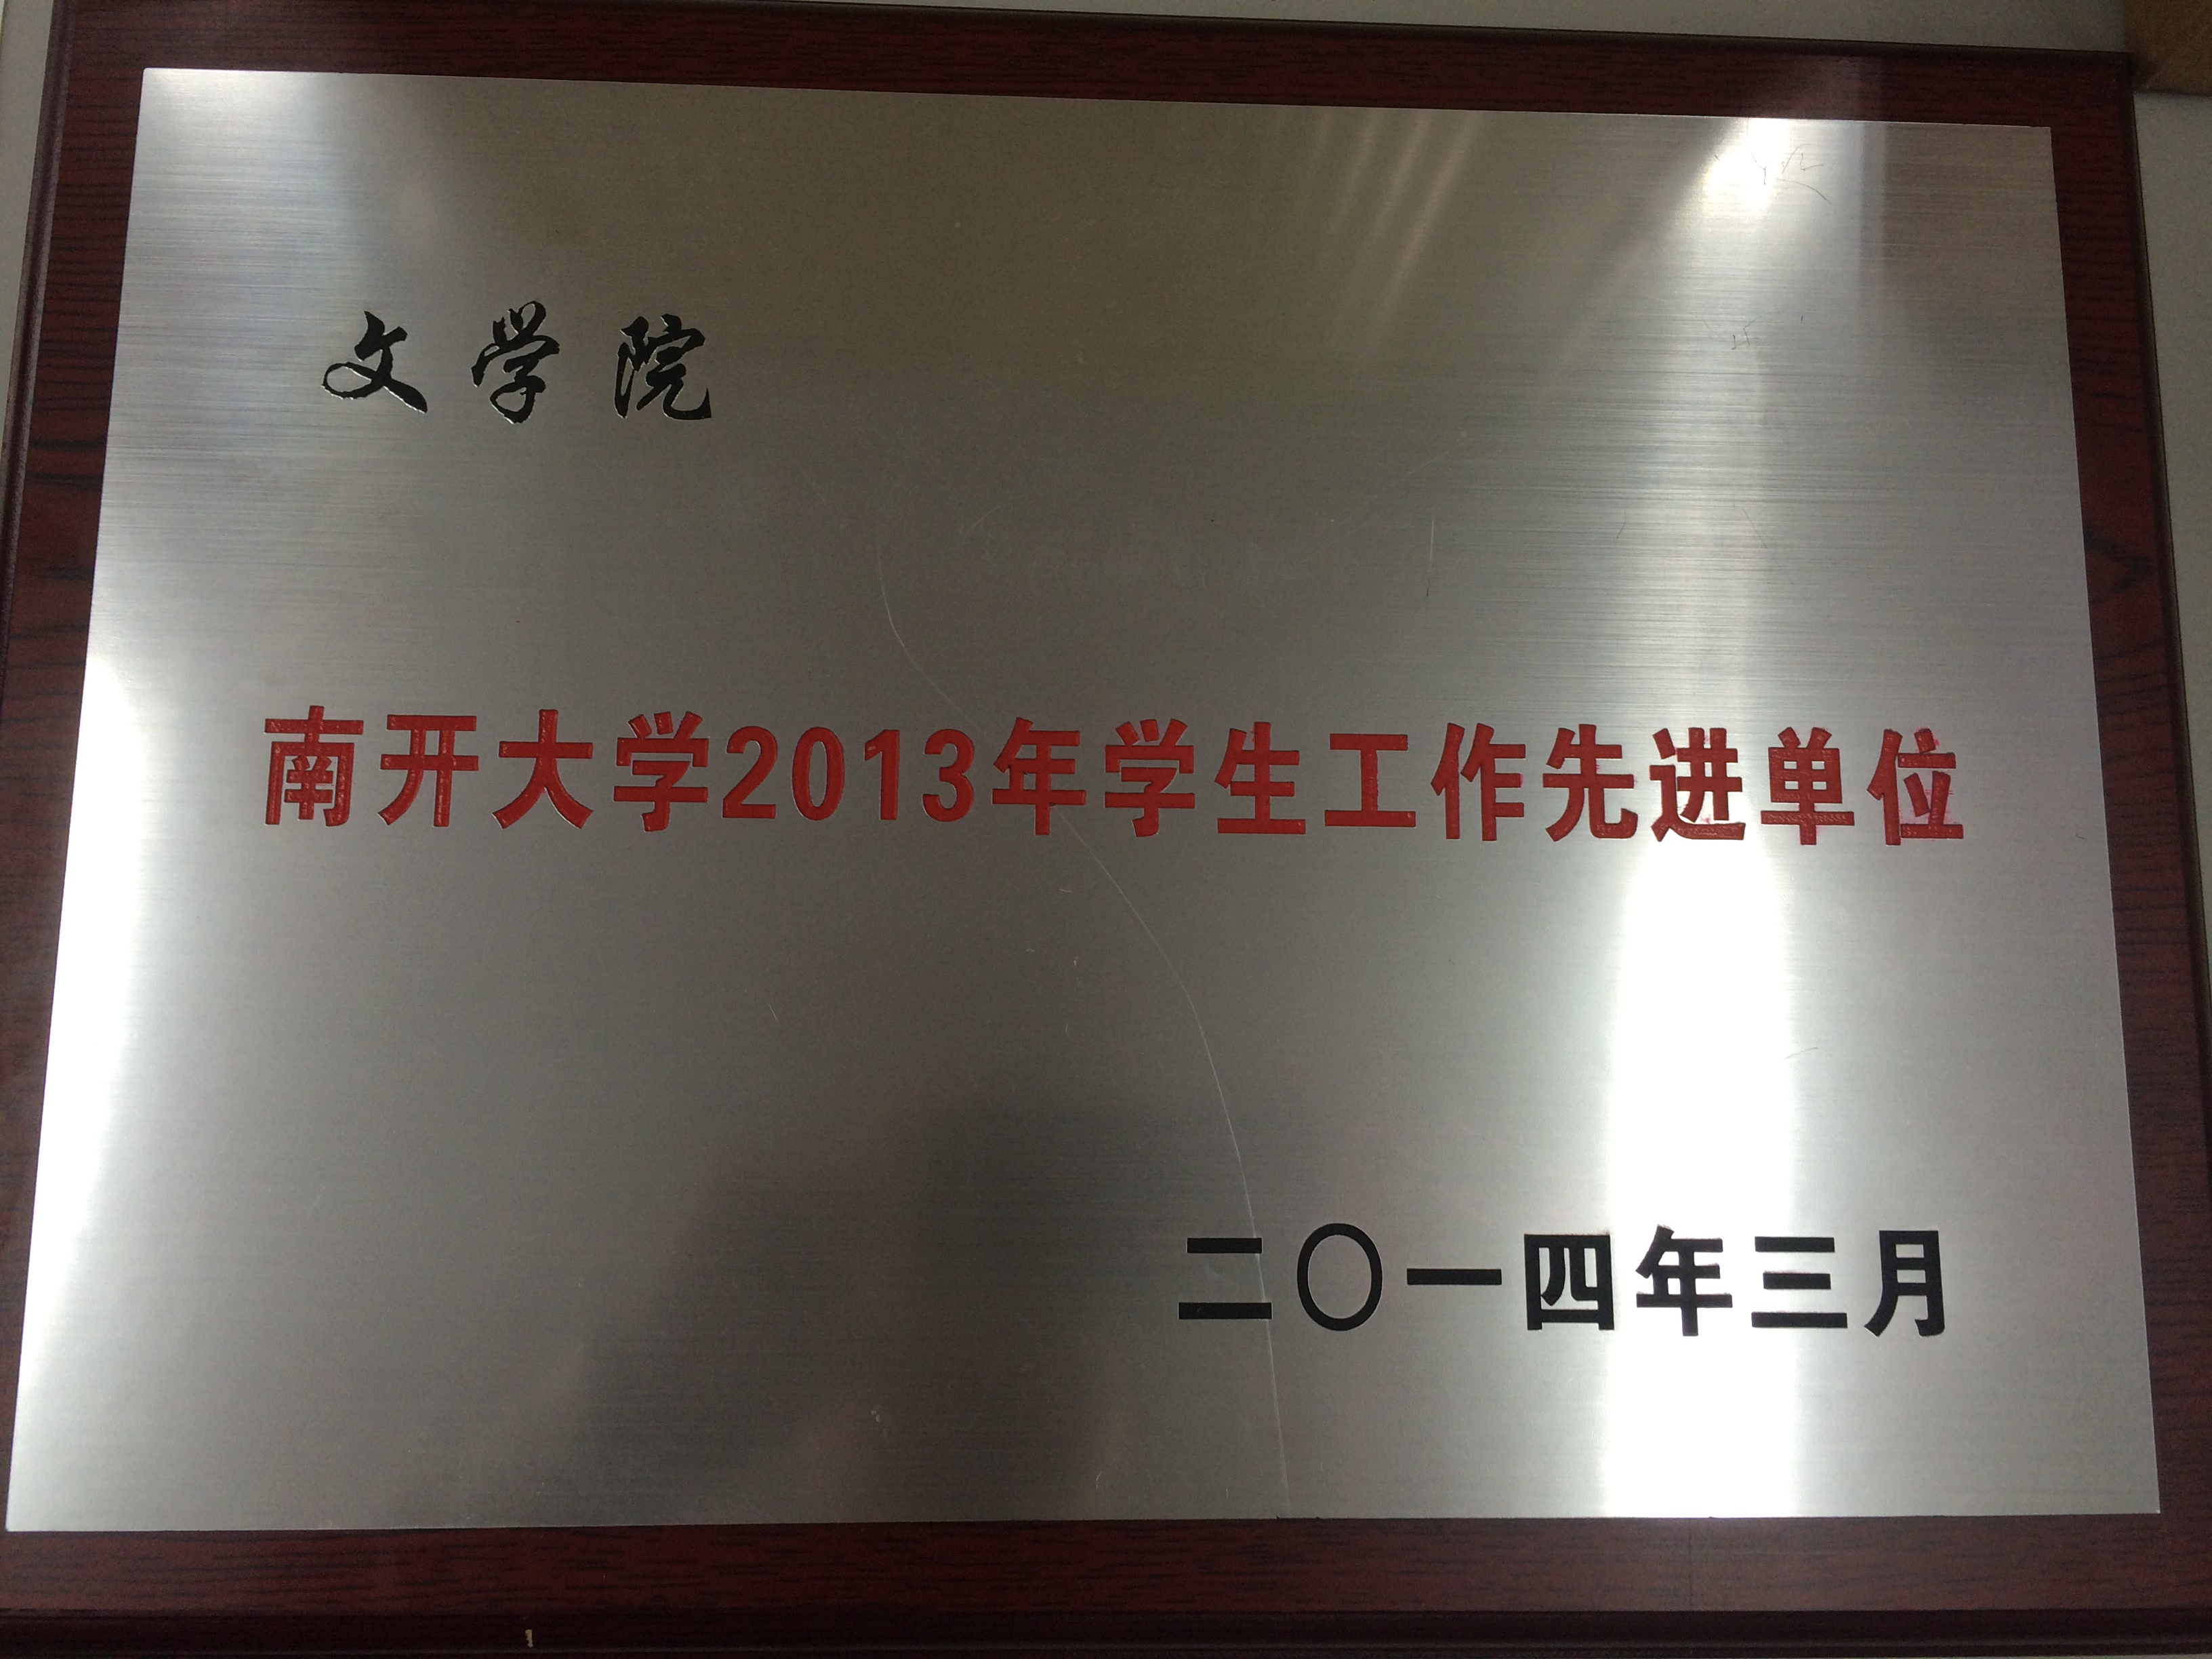 文学院
南开大学2013年学生工作先进单位
二〇一四年三月